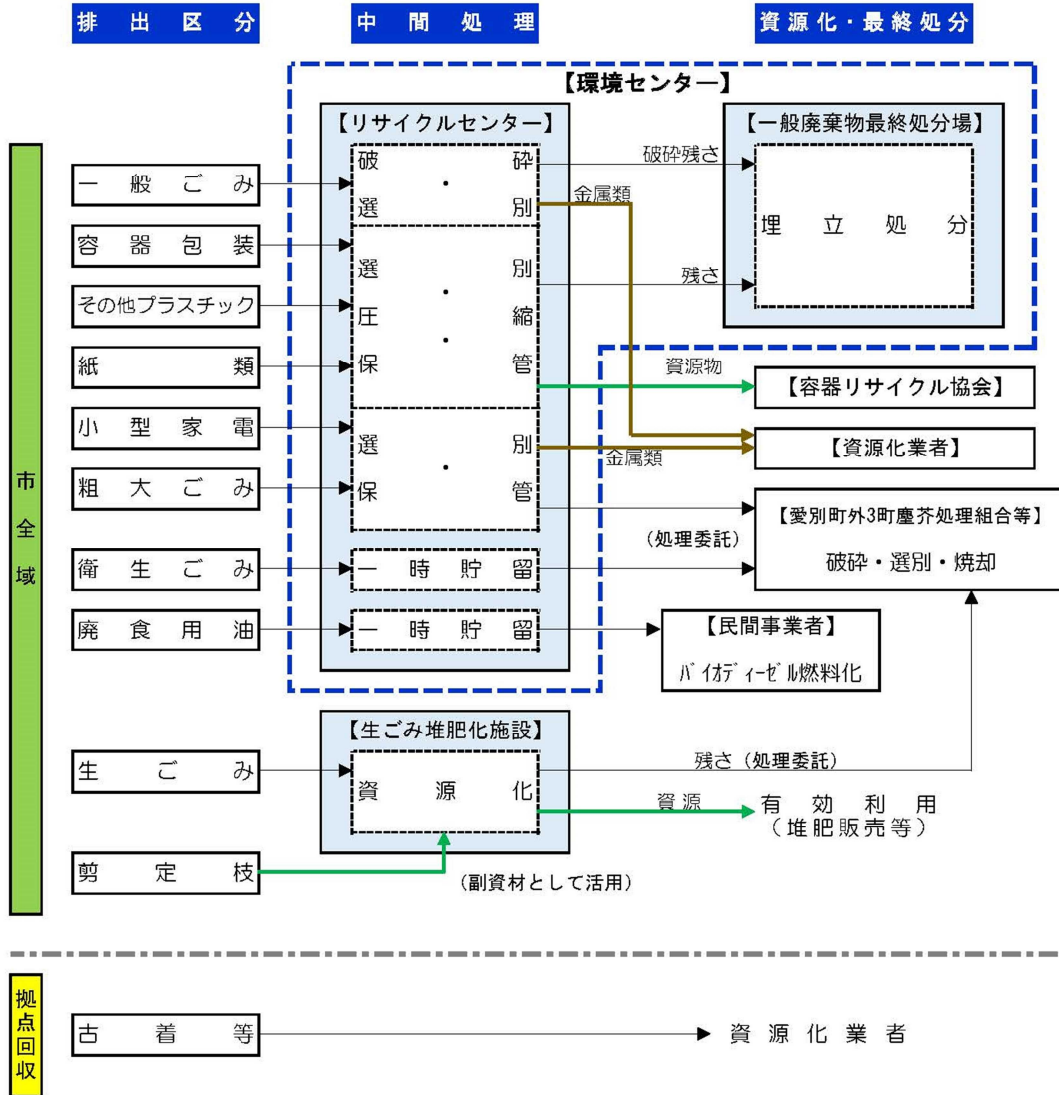 排出区分
中間処理
資源化・最終処分
【環境センター】
【リサイクルセンター】
【一般廃棄物最終処分場】
市全域
一般ごみ
破砕
・
選別
破砕残さ
金属類
埋立処分
容器包装
その他プラスチック
紙類
選別
・
圧縮
・
保管
残さ
資源物
【容器リサイクル協会】
小型家電
粗大ごみ
選別
・
保管
金属類
【資源化業者】
(処理委託)
【愛別町外3町塵芥処理組合等】
破砕・選別・焼却
衛生ごみ
一時貯留
廃食用油
一時貯留
【民間事業者】
バイオディーゼル燃料化
【生ごみ堆肥化施設】
生ごみ
資源化
残さ(処理委託)
資源
有効利用
(堆肥販売等)
剪定枝
(副資材として活用)
拠点回収
古着等
資源化業者